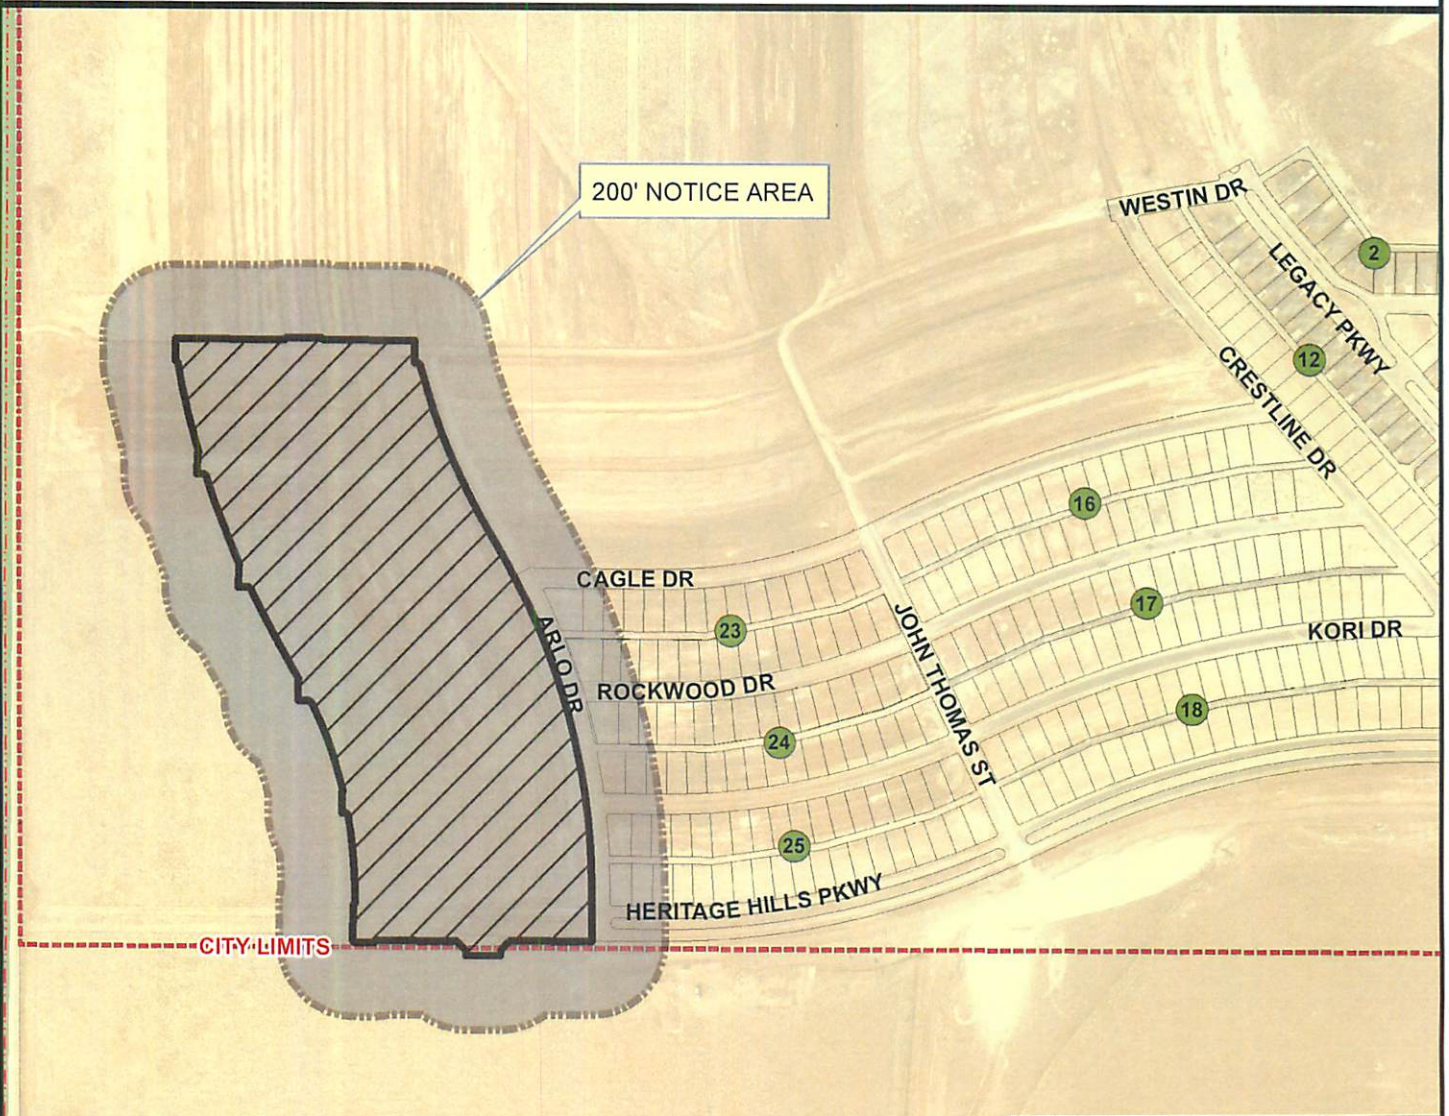 200' NOTICE AREA
WESTIN DR
2
LEGACY PKWY
12
CRESTLINE DR
16
CAGLE DR
23
17
ARLO DR
JOHN THOMAS ST
KORI DR
ROCKWOOD DR
18
24
25
HERITAGE HILLS PKWY
CITY LIMITS